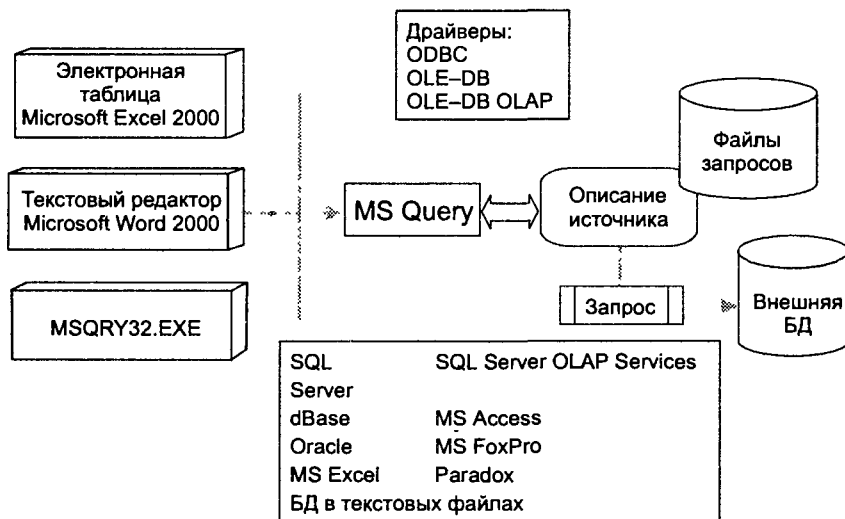 Электронная
таблица
Microsoft Excel 2000
Текстовый редактор
Microsoft Word 2000
MSQRY32.EXE
Драйверы:
ODBC
OLE–DB
OLE–DB OLAP
MS Query
Описание
источника
Файлы
запросов
Запрос
Внешняя
БД
SQL SQL Server OLAP Services
Server
dBase MS Access
Oracle MS FoxPro
MS Excel Paradox
БД в текстовых файлах